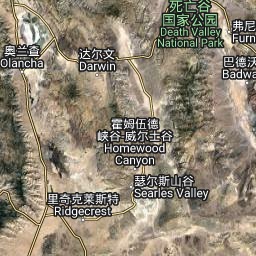 死亡谷
国家公园
Death Valley
National Park
弗尼
Furn
奥兰查
Olancha
达尔文
Darwin
巴德沃
Badwa
霍姆伍德
峡谷·威尔士谷
Homewood
Canyon
瑟尔斯山谷
Searles Valley
里奇克莱斯特
Ridgecrest